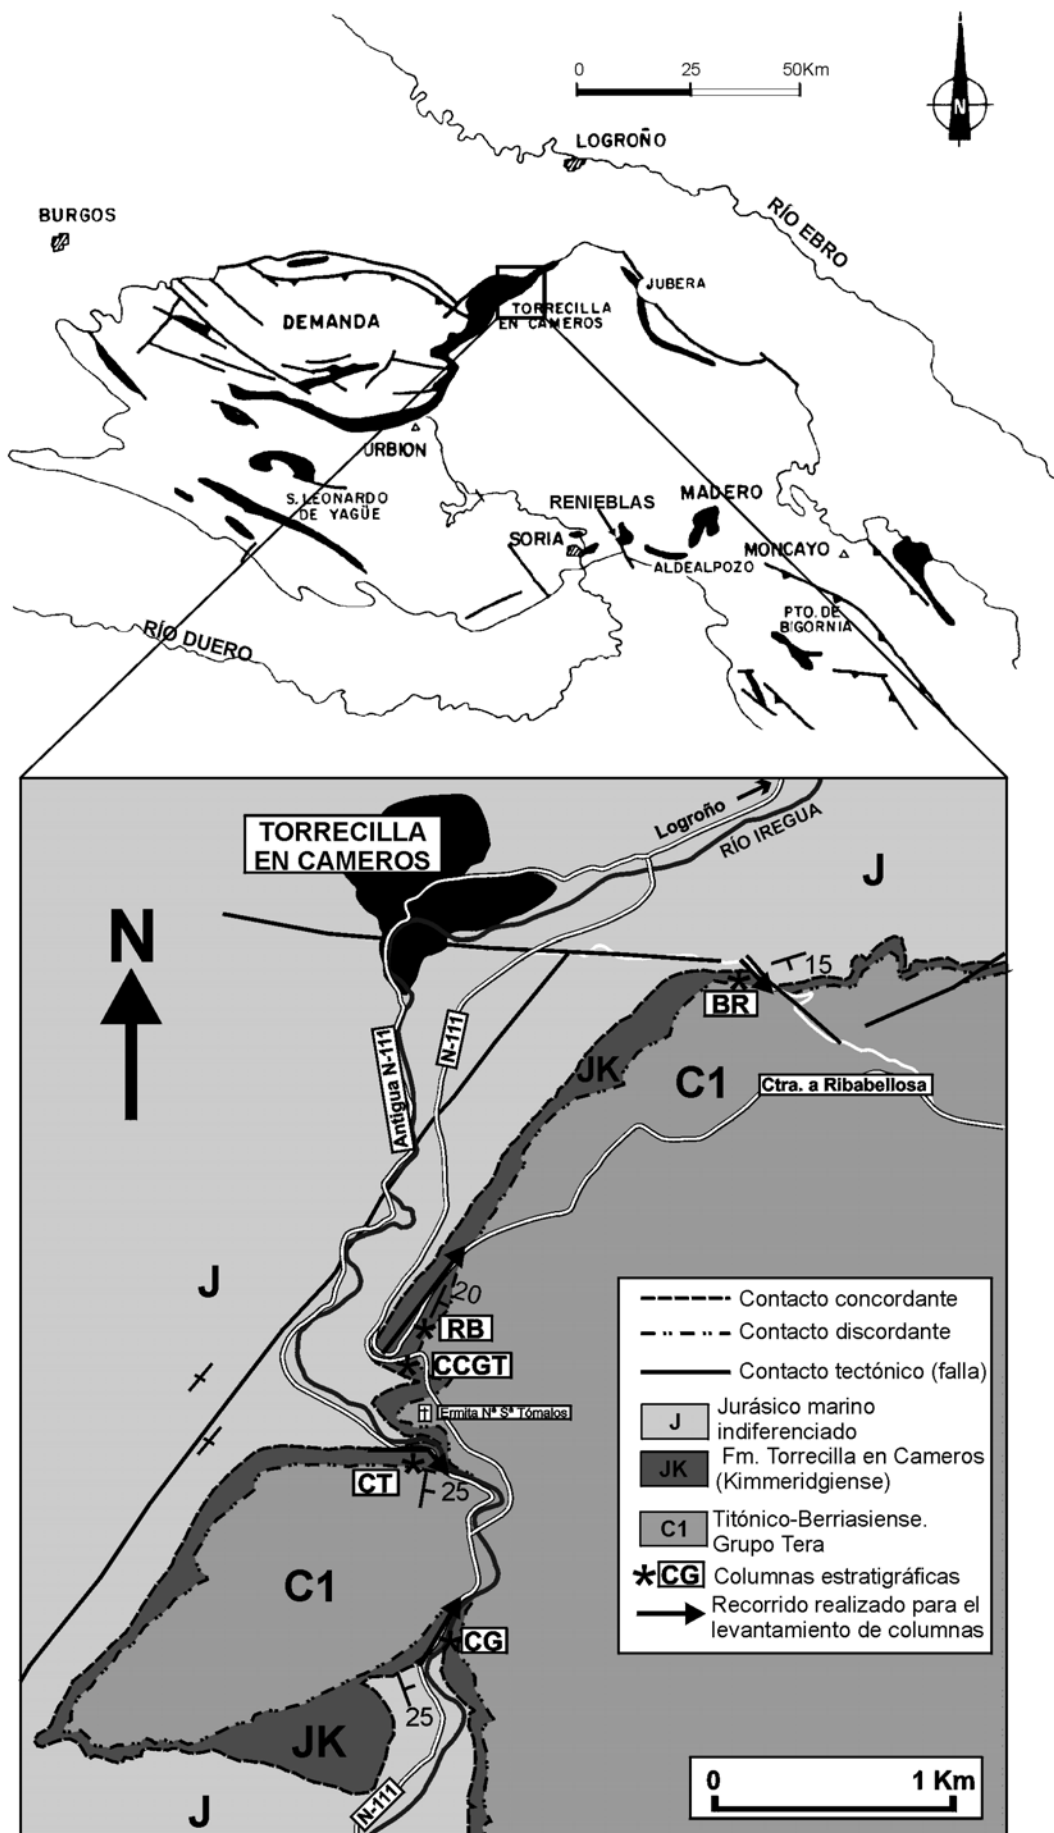 0 25 50Km
N
LOGROÑO
RÍO EBRO
BURGOS
JUBERA
TORRECILLA
EN CAMEROS
DEMANDA
URBION
S. LEONARDO
DE YAGÜE
RENIEBLAS
MADERO
SORIA
MONCAYO
ALDEALPOZO
PTO. DE
BIGORNIA
RÍO DUERO
TORRECILLA
EN CAMEROS
Logroño
RÍO IREGUA
J
N
15
BR
Antigua N-111
N-111
JK
C1
Ctra. a Ribabellosa
J
20
RB
CCGT
Ermita Nª Sª Tómalos
CT
25
C1
CG
25
JK
J
N-111
Contacto concordante
Contacto discordante
Contacto tectónico (falla)
J Jurásico marino
indiferenciado
JK Fm. Torrecilla en Cameros
(Kimmeridgiense)
C1 Titónico-Berriasiense.
Grupo Tera
*CG Columnas estratigráficas
Recorrido realizado para el
levantamiento de columnas
0 1 Km